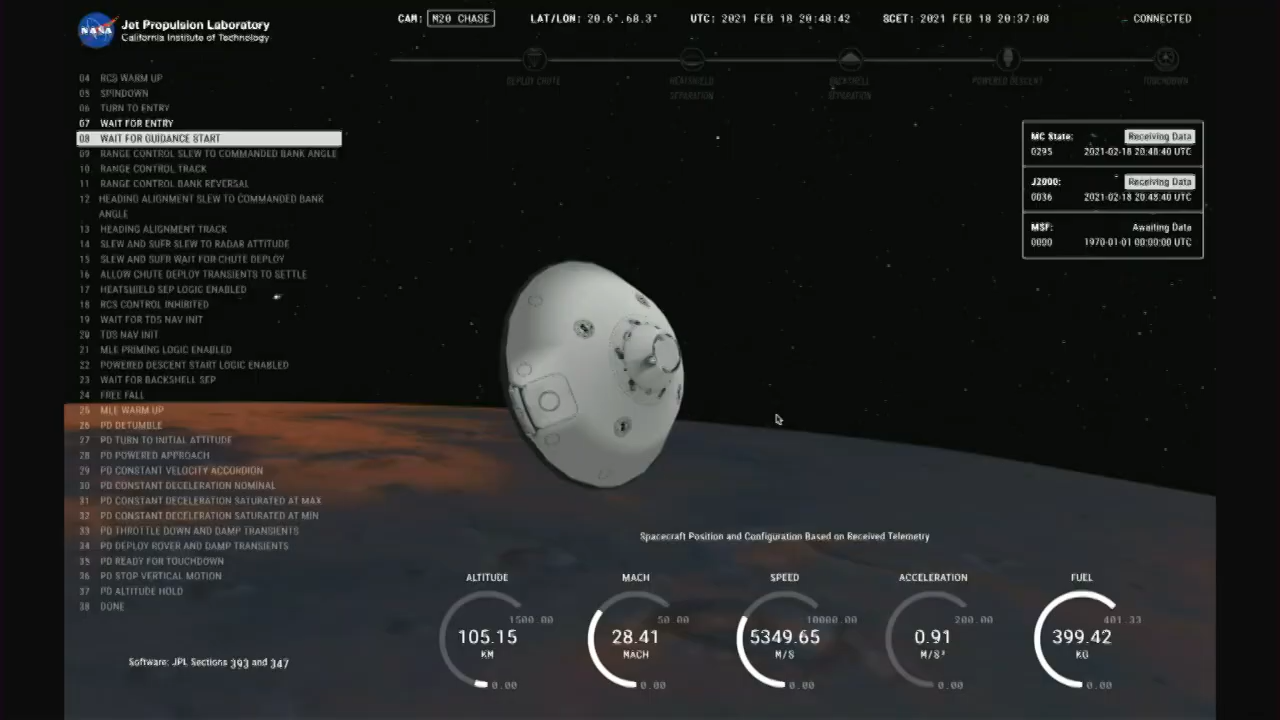 NASA
Jet Propulsion Laboratory
California Institute of Technology
CAM: M20 CHASE LAT/LON: 20.6°,68.3° UTC: 2021 FEB 18 20:48:42 SCET: 2021 FEB 18 20:37:08 CONNECTED
DEPLOY CHUTE
HEATSHIELD
SEPARATION
BACKSHELL
SEPARATION
POWERED DESCENT
TOUCHDOWN
04 RCS WARM UP
05 SPINDOWN
06 TURN TO ENTRY
07 WAIT FOR ENTRY
08 WAIT FOR GUIDANCE START
09 RANGE CONTROL SLEW TO COMMANDED BANK ANGLE
10 RANGE CONTROL TRACK
11 RANGE CONTROL BANK REVERSAL
12 HEADING ALIGNMENT SLEW TO COMMANDED BANK
ANGLE
13 HEADING ALIGNMENT TRACK
14 SLEW AND SUFR SLEW TO RADAR ATTITUDE
15 SLEW AND SUFR WAIT FOR CHUTE DEPLOY
16 ALLOW CHUTE DEPLOY TRANSIENTS TO SETTLE
17 HEATSHIELD SEP LOGIC ENABLED
18 RCS CONTROL INHIBITED
19 WAIT FOR TDS NAV INIT
20 TDS NAV INIT
21 MLE PRIMING LOGIC ENABLED
22 POWERED DESCENT START LOGIC ENABLED
23 WAIT FOR BACKSHELL SEP
24 FREE FALL
25 MLE WARM UP
26 PD DETUMBLE
27 PD TURN TO INITIAL ATTITUDE
28 PD POWERED APPROACH
29 PD CONSTANT VELOCITY ACCORDION
30 PD CONSTANT DECELERATION NOMINAL
31 PD CONSTANT DECELERATION SATURATED AT MAX
32 PD CONSTANT DECELERATION SATURATED AT MIN
33 PD THROTTLE DOWN AND DAMP TRANSIENTS
34 PD DEPLOY ROVER AND DAMP TRANSIENTS
35 PD READY FOR TOUCHDOWN
36 PD STOP VERTICAL MOTION
37 PD ALTITUDE HOLD
38 DONE
Software: JPL Sections 393 and 347
MC State: Receiving Data
0295 2021-02-18 20:48:40 UTC
J2000: Receiving Data
0036 2021-02-18 20:48:40 UTC
MSF: Awaiting Data
0000 1970-01-01 00:00:00 UTC
Spacecraft Position and Configuration Based on Received Telemetry
ALTITUDE MACH SPEED ACCELERATION FUEL
1500.00 50.00 10000.00 200.00 401.33
105.15 28.41 5349.65 0.91 399.42
KM MACH M/S M/S² KG
0.00 0.00 0.00 0.00 0.00